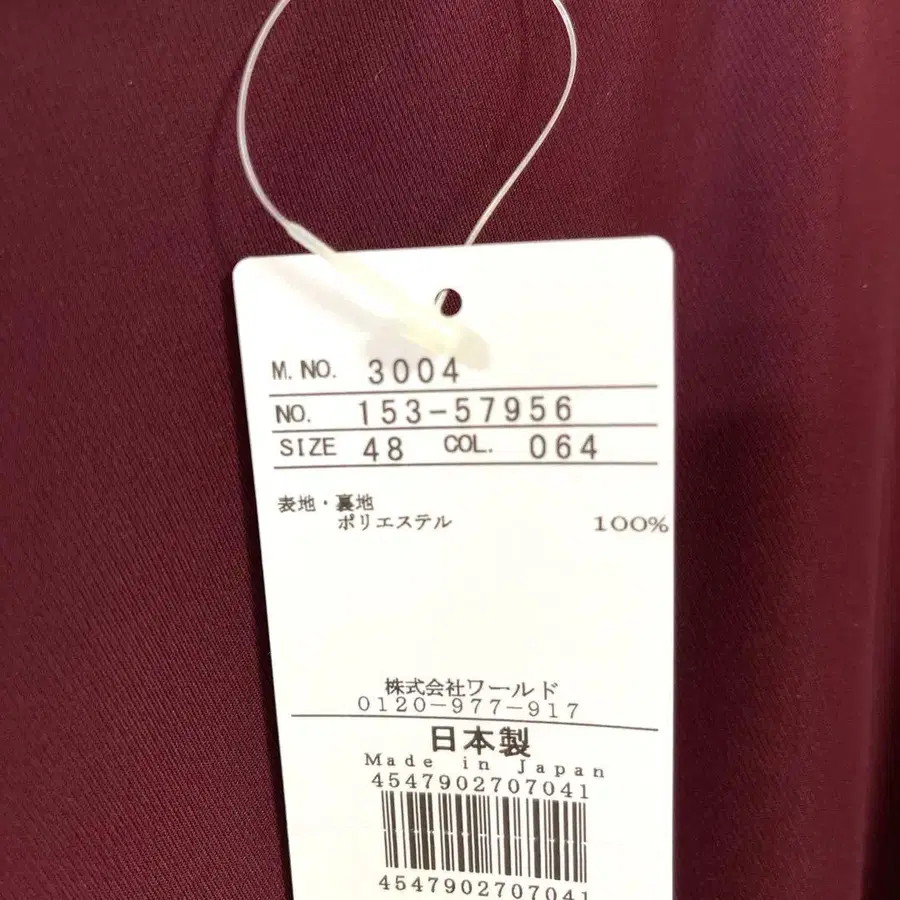 M. NO. 3004
NO. 153-57956
SIZE 48 COL. 064
表地・裏地
ポリエステル 100%
株式会社ワールド
0120-977-917
日本製
Made in Japan
4547902707041
4547902707041